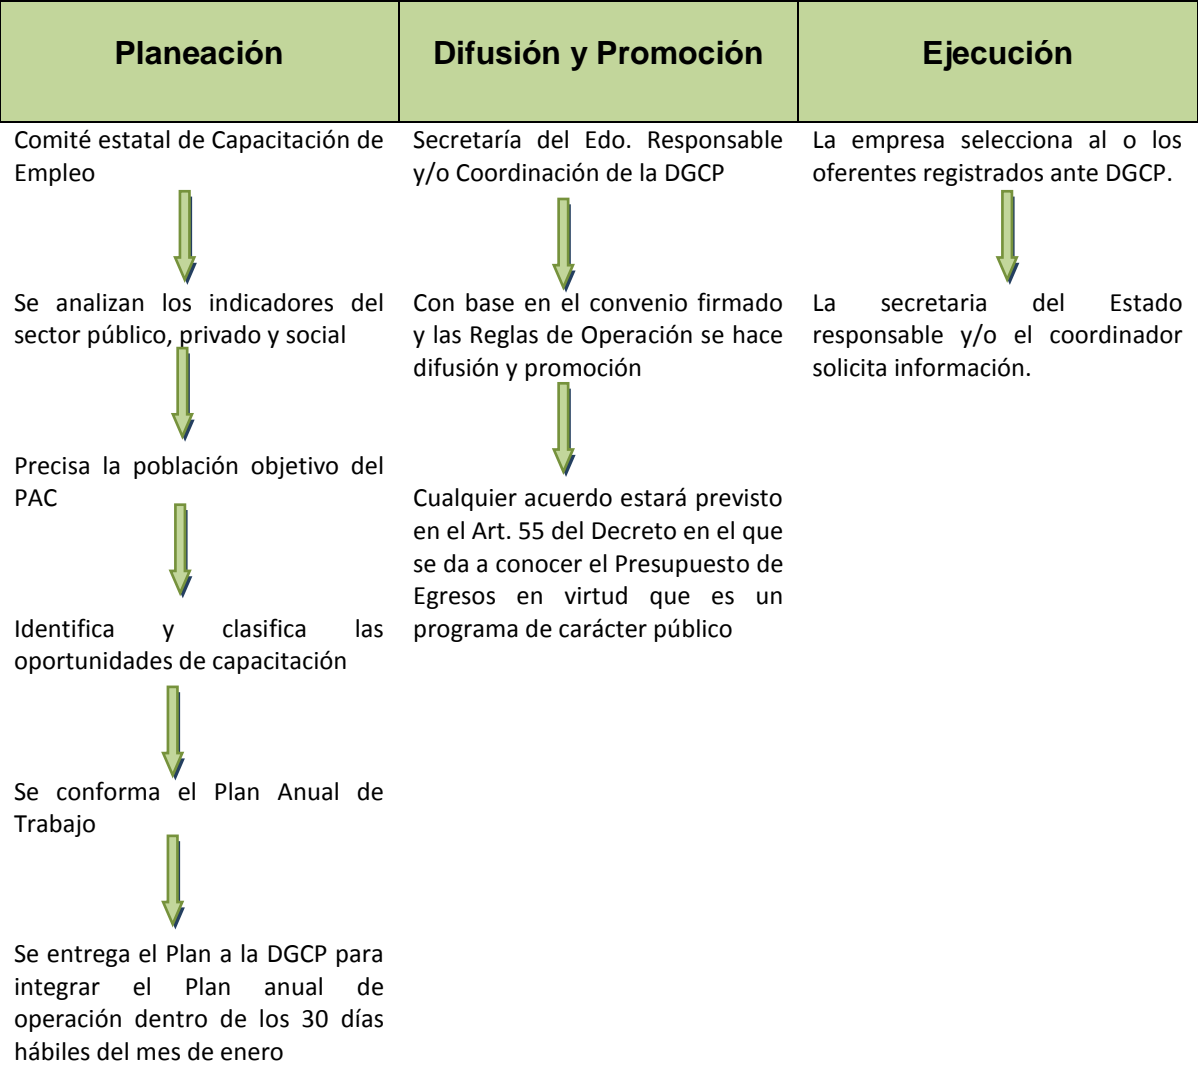 Planeación
Difusión y Promoción
Ejecución
Comité estatal de Capacitación de
Empleo
Se analizan los indicadores del
sector público, privado y social
Precisa la población objetivo del
PAC
Identifica y clasifica las
oportunidades de capacitación
Se conforma el Plan Anual de
Trabajo
Se entrega el Plan a la DGCP para
integrar el Plan anual de
operación dentro de los 30 días
hábiles del mes de enero
Secretaría del Edo. Responsable
y/o Coordinación de la DGCP
Con base en el convenio firmado
y las Reglas de Operación se hace
difusión y promoción
Cualquier acuerdo estará previsto
en el Art. 55 del Decreto en el que
se da a conocer el Presupuesto de
Egresos en virtud que es un
programa de carácter público
La empresa selecciona al o los
oferentes registrados ante DGCP.
La secretaria del Estado
responsable y/o el coordinador
solicita información.